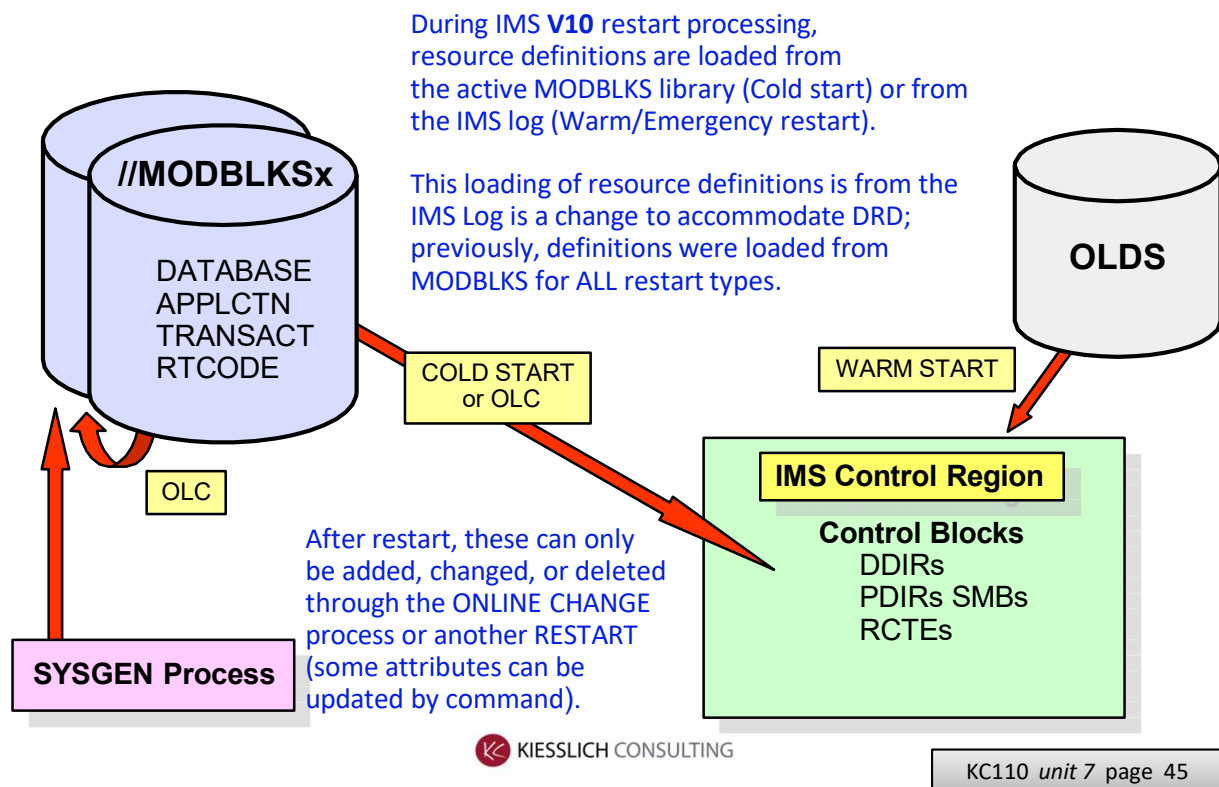 During IMS V10 restart processing,
resource definitions are loaded from
the active MODBLKS library (Cold start) or from
the IMS log (Warm/Emergency restart).
This loading of resource definitions is from the
IMS Log is a change to accommodate DRD;
previously, definitions were loaded from
MODBLKS for ALL restart types.
//MODBLKSx
DATABASE
APPLCTN
TRANSACT
RTCODE
OLDS
COLD START
or OLC
WARM START
OLC
IMS Control Region
Control Blocks
DDIRs
PDIRs SMBs
RCTEs
After restart, these can only
be added, changed, or deleted
through the ONLINE CHANGE
process or another RESTART
(some attributes can be
updated by command).
SYSGEN Process
KC KIESSLICH CONSULTING
KC110 unit 7 page 45